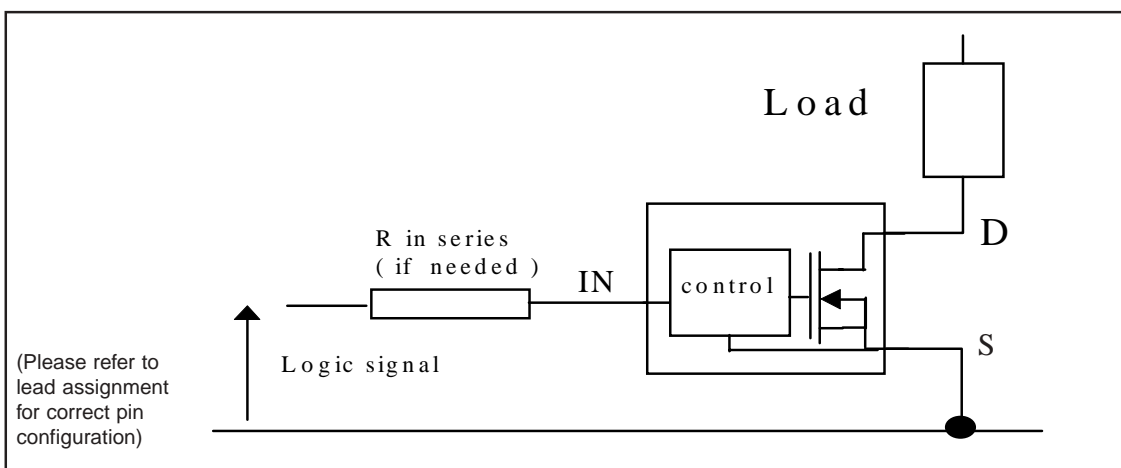 Load
D
R in series
( if needed )
IN
control
S
Logic signal
(Please refer to
lead assignment
for correct pin
configuration)